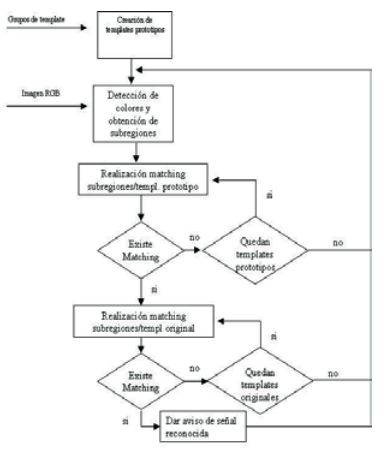 Grupos de template
Creación de
templates prototipos
Imagen RGB
Detección de
colores y
obtención de
subregiones
Realización matching
subregiones/templ. prototipo
si
Existe
Matching
no
Quedan
templates
prototipos
no
si
Realización matching
subregiones/templ original
si
Existe
Matching
no
Quedan
templates
originales
no
si
Dar aviso de señal
reconocida